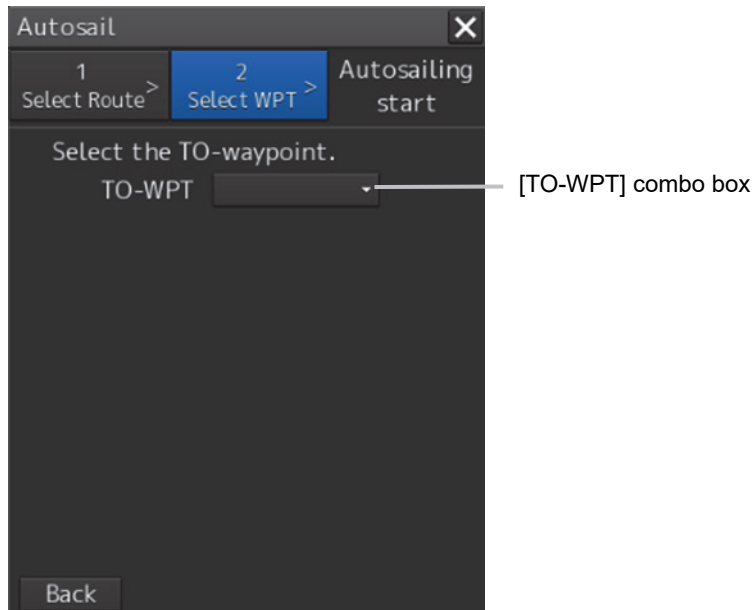 Autosail
1
Select Route >
2
Select WPT >
Autosailing
start
Select the TO-waypoint.
TO-WPT
[TO-WPT] combo box
Back